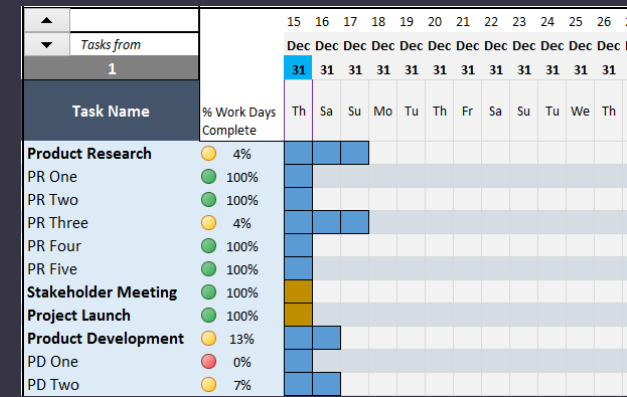 15 16 17 18 19 20 21 22 23 24 25 26
Tasks from Dec Dec Dec Dec Dec Dec Dec Dec Dec Dec Dec Dec
1 31 31 31 31 31 31 31 31 31 31 31 31
Task Name % Work Days Complete Th Sa Su Mo Tu Th Fr Sa Su Tu We Th
Product Research 4%
PR One 100%
PR Two 100%
PR Three 4%
PR Four 100%
PR Five 100%
Stakeholder Meeting 100%
Project Launch 100%
Product Development 13%
PD One 0%
PD Two 7%